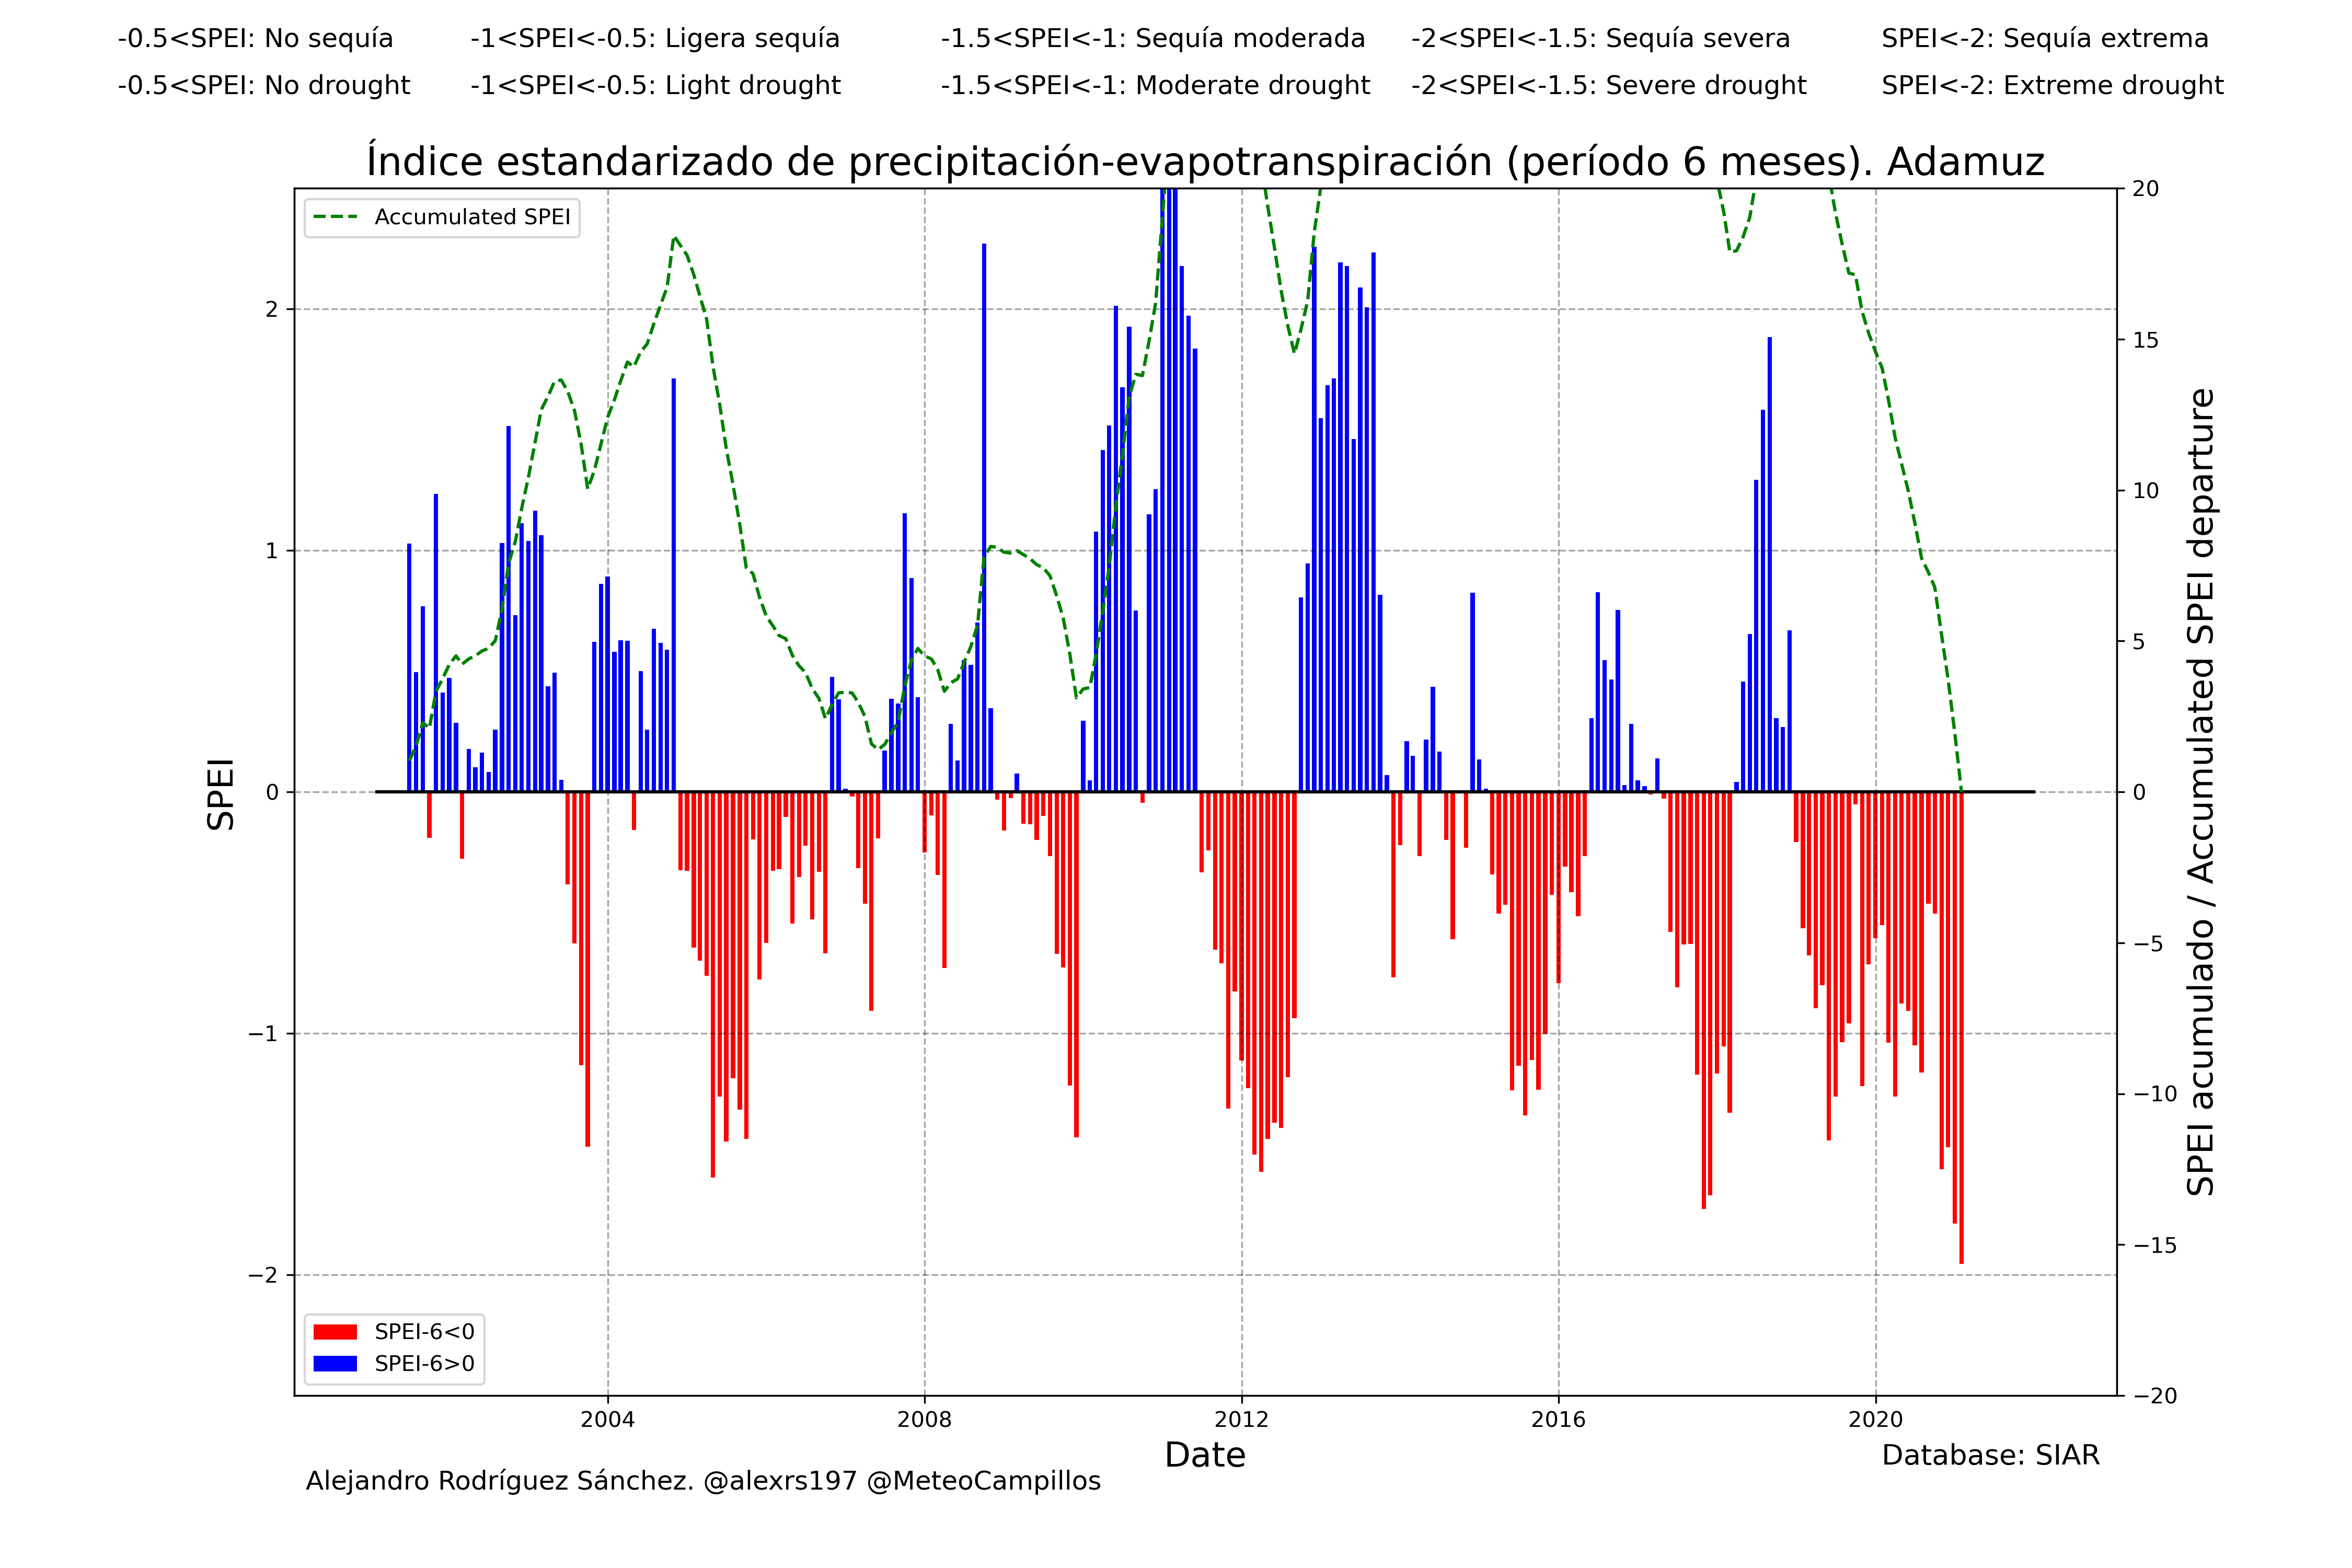 -0.5<SPEI: No sequía
-1<SPEI<-0.5: Ligera sequía
-1.5<SPEI<-1: Sequía moderada
-2<SPEI<-1.5: Sequía severa
SPEI<-2: Sequía extrema
-0.5<SPEI: No drought
-1<SPEI<-0.5: Light drought
-1.5<SPEI<-1: Moderate drought
-2<SPEI<-1.5: Severe drought
SPEI<-2: Extreme drought
Índice estandarizado de precipitación-evapotranspiración (período 6 meses). Adamuz
Accumulated SPEI
SPEI
2
1
0
−1
−2
20
15
10
5
0
−5
−10
−15
−20
SPEI acumulado / Accumulated SPEI departure
SPEI-6<0
SPEI-6>0
2004
2008
2012
2016
2020
Date
Database: SIAR
Alejandro Rodríguez Sánchez. @alexrs197 @MeteoCampillos